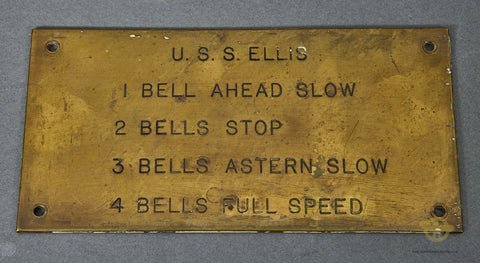 U. S. S. ELLIS
1 BELL AHEAD SLOW
2 BELLS STOP
3 BELLS ASTERN SLOW
4 BELLS FULL SPEED